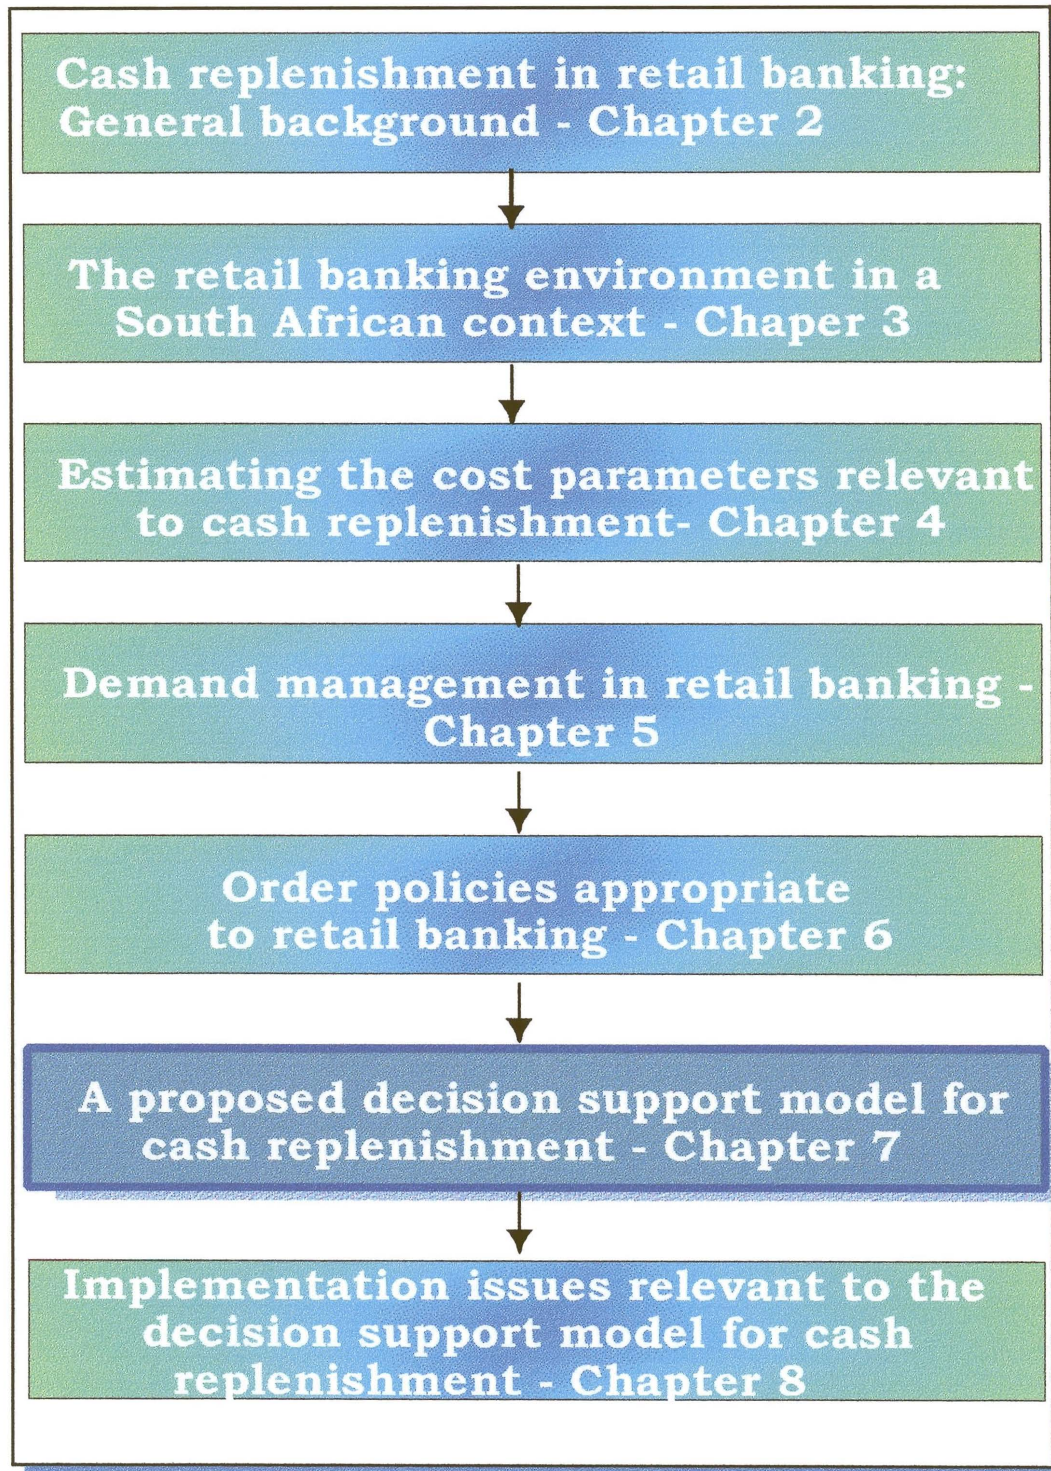 Cash replenishment in retail banking:
General background - Chapter 2
The retail banking environment in a
South African context - Chaper 3
Estimating the cost parameters relevant
to cash replenishment- Chapter 4
Demand management in retail banking -
Chapter 5
Order policies appropriate
to retail banking - Chapter 6
A proposed decision support model for
cash replenishment - Chapter 7
Implementation issues relevant to the
decision support model for cash
replenishment - Chapter 8